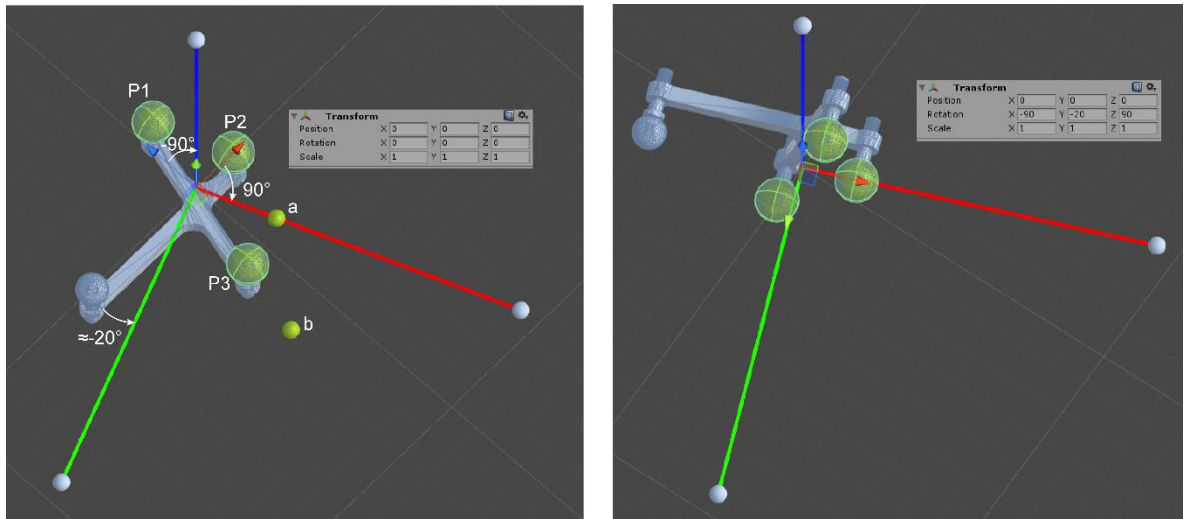 P1
P2
-90°
90°
a
P3
b
≈-20°
Transform
Position X 0 Y 0 Z 0
Rotation X 0 Y 0 Z 0
Scale X 1 Y 1 Z 1
Transform
Position X 0 Y 0 Z 0
Rotation X -90 Y -20 Z 90
Scale X 1 Y 1 Z 1